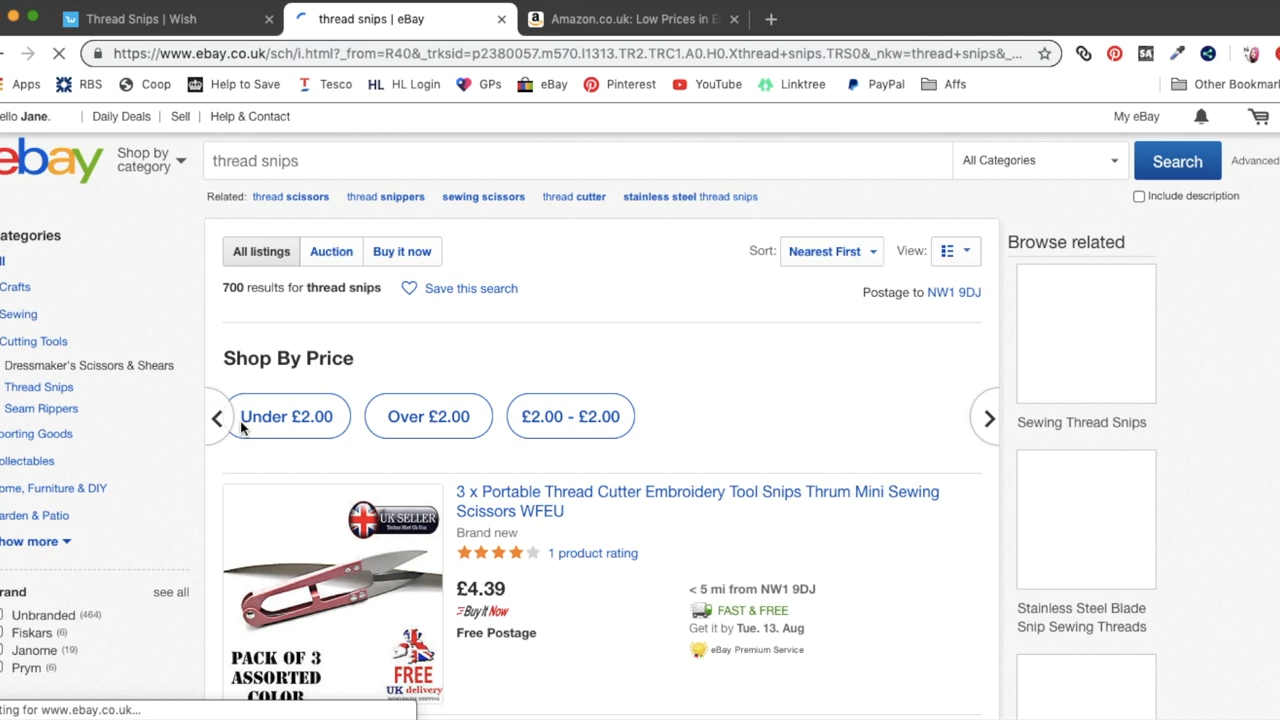 Thread Snips | Wish
thread snips | eBay
Amazon.co.uk: Low Prices in E
https://www.ebay.co.uk/sch/i.html?_from=R40&_trksid=p2380057.m570.l1313.TR2.TRC1.A0.H0.Xthread+snips.TRS0&_nkw=thread+snips&_...
SA
Apps RBS Coop Help to Save Tesco HL HL Login GPs eBay Pinterest YouTube Linktree PayPal Affs Other Bookmar
ello Jane. Daily Deals Sell Help & Contact My eBay
ebay
Shop by category
thread snips
All Categories
Search
Advanced
Related: thread scissors thread snippers sewing scissors thread cutter stainless steel thread snips
Include description
ategories
ll
Crafts
Sewing
Cutting Tools
Dressmaker's Scissors & Shears
Thread Snips
Seam Rippers
porting Goods
ollectables
ome, Furniture & DIY
arden & Patio
how more
rand see all
Unbranded (464)
Fiskars (6)
Janome (19)
Prym (6)
All listings Auction Buy it now
Sort: Nearest First View:
700 results for thread snips Save this search
Postage to NW1 9DJ
Shop By Price
Under £2.00 Over £2.00 £2.00 - £2.00
UK SELLER
PACK OF 3
ASSORTED
COLOR
FREE
UK delivery
3 x Portable Thread Cutter Embroidery Tool Snips Thrum Mini Sewing
Scissors WFEU
Brand new
1 product rating
£4.39
Buy It Now
Free Postage
< 5 mi from NW1 9DJ
FAST & FREE
Get it by Tue. 13. Aug
eBay Premium Service
Browse related
Sewing Thread Snips
Stainless Steel Blade
Snip Sewing Threads
ting for www.ebay.co.uk...